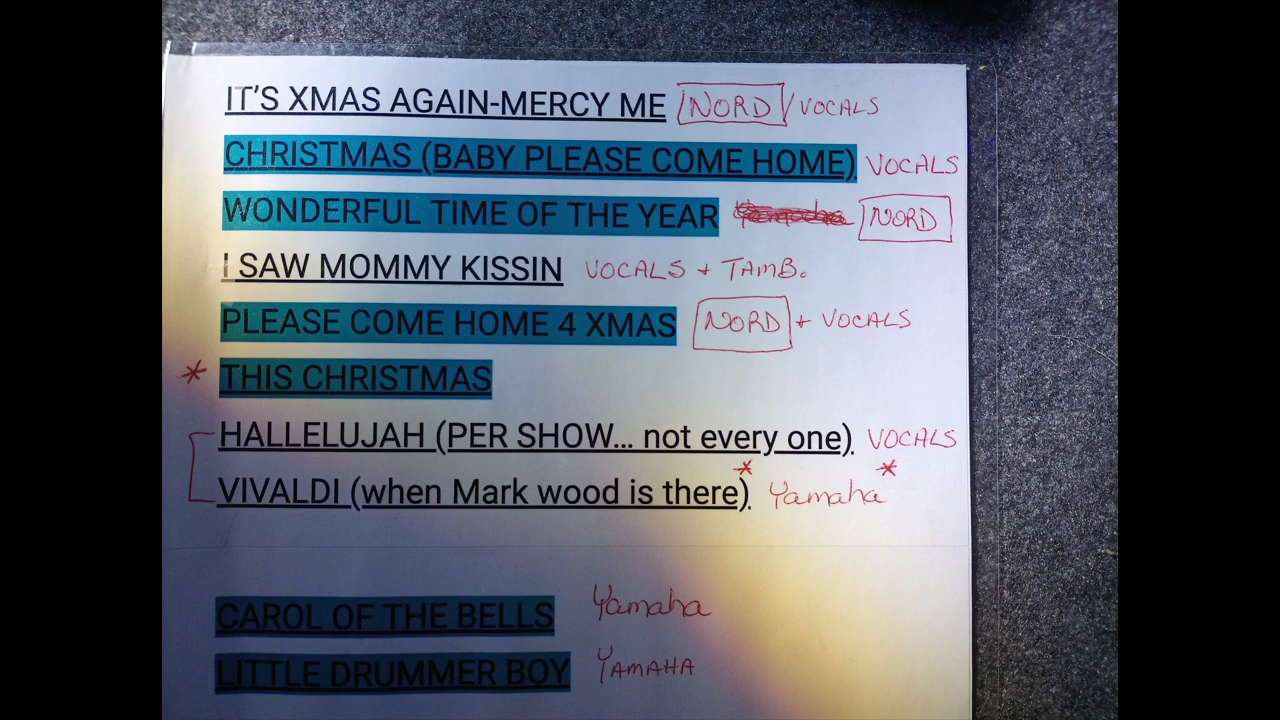 IT'S XMAS AGAIN-MERCY ME NORD/VOCALS
CHRISTMAS (BABY PLEASE COME HOME) VOCALS
WONDERFUL TIME OF THE YEAR Yamaha NORD
I SAW MOMMY KISSIN VOCALS + TAMB.
PLEASE COME HOME 4 XMAS NORD + VOCALS
* THIS CHRISTMAS
HALLELUJAH (PER SHOW... not every one) VOCALS
VIVALDI (when Mark wood is there)* Yamaha*
CAROL OF THE BELLS Yamaha
LITTLE DRUMMER BOY YAMAHA